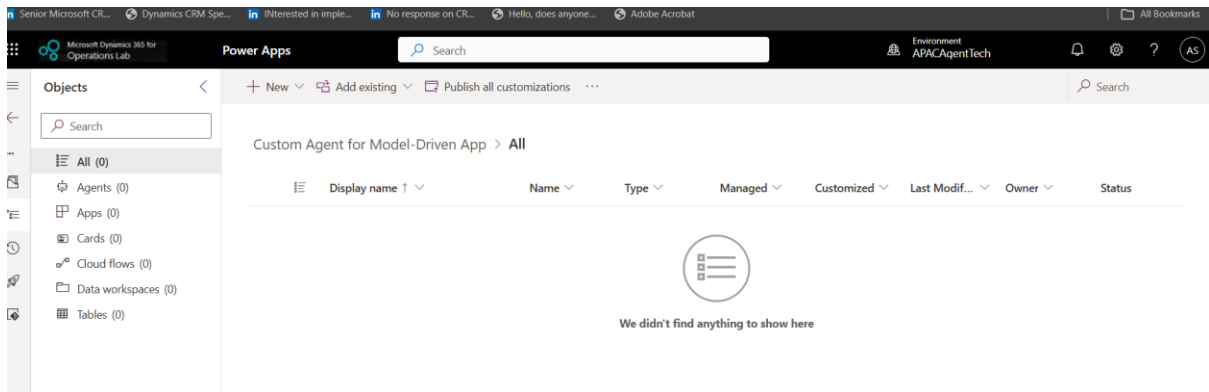 n Senior Microsoft CR... Dynamics CRM Spe... in INterested in imple... in No response on CR... Hello, does anyone... Adobe Acrobat All Bookmarks
Microsoft Dynamics 365 for
Operations Lab
Power Apps
Search
Environment
APACAgentTech
? AS
Objects
+ New Add existing Publish all customizations ...
Search
Search
Custom Agent for Model-Driven App > All
All (0)
Display name ↑ Name Type Managed Customized Last Modif... Owner Status
Agents (0)
Apps (0)
Cards (0)
Cloud flows (0)
Data workspaces (0)
Tables (0)
We didn't find anything to show here